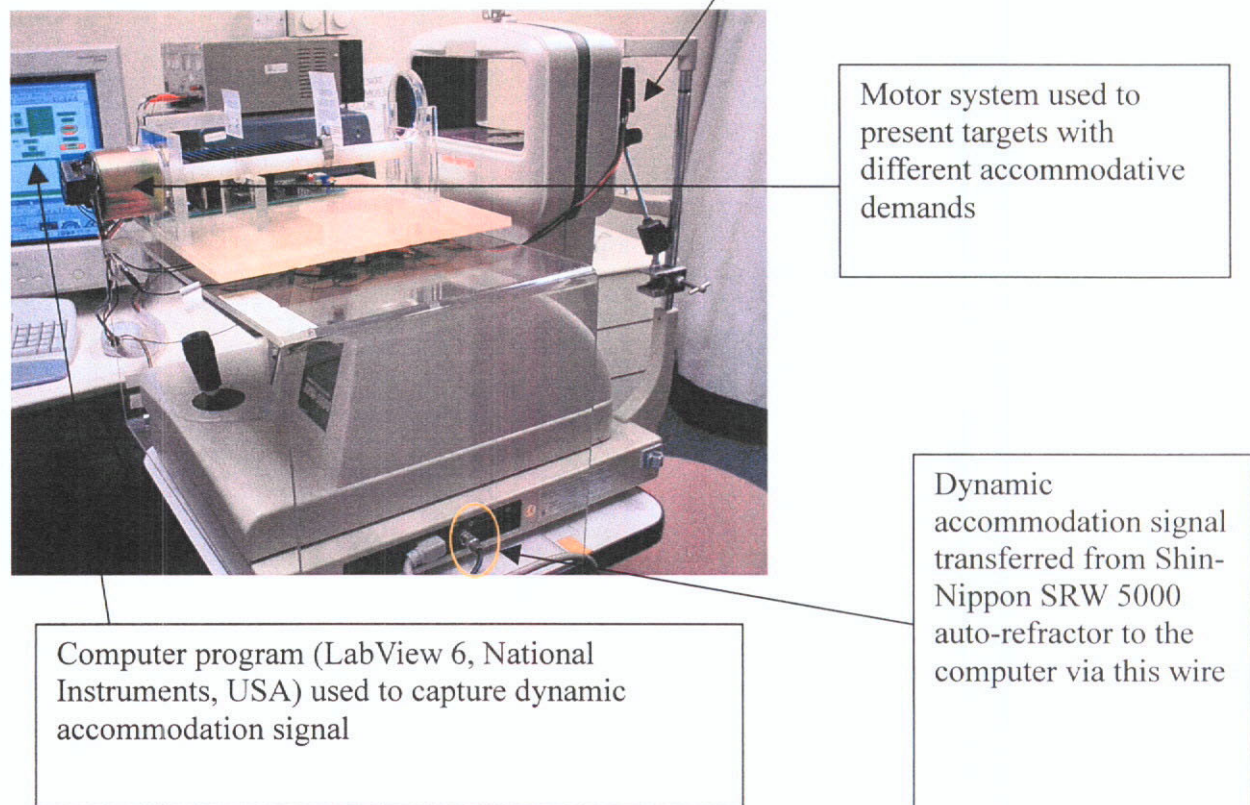 Motor system used to
present targets with
different accommodative
demands
Dynamic
accommodation signal
transferred from Shin-
Nippon SRW 5000
auto-refractor to the
computer via this wire
Computer program (LabView 6, National
Instruments, USA) used to capture dynamic
accommodation signal